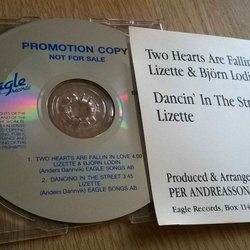 PROMOTION COPY
NOT FOR SALE
Eagle
records
1. TWO HEARTS ARE FALLIN IN LOVE 4.00
LIZETTE & BJÖRN LODIN
(Anders Dannvik) EAGLE SONGS AB
2. DANCING IN THE STREET 3.45
LIZETTE
(Anders Dannvik) EAGLE SONGS AB
Two Hearts Are Fallin
Lizette & Björn Lodin
Dancin' In The Stre
Lizette
Produced & Arrange
PER ANDREASSON
Eagle Records, Box 114